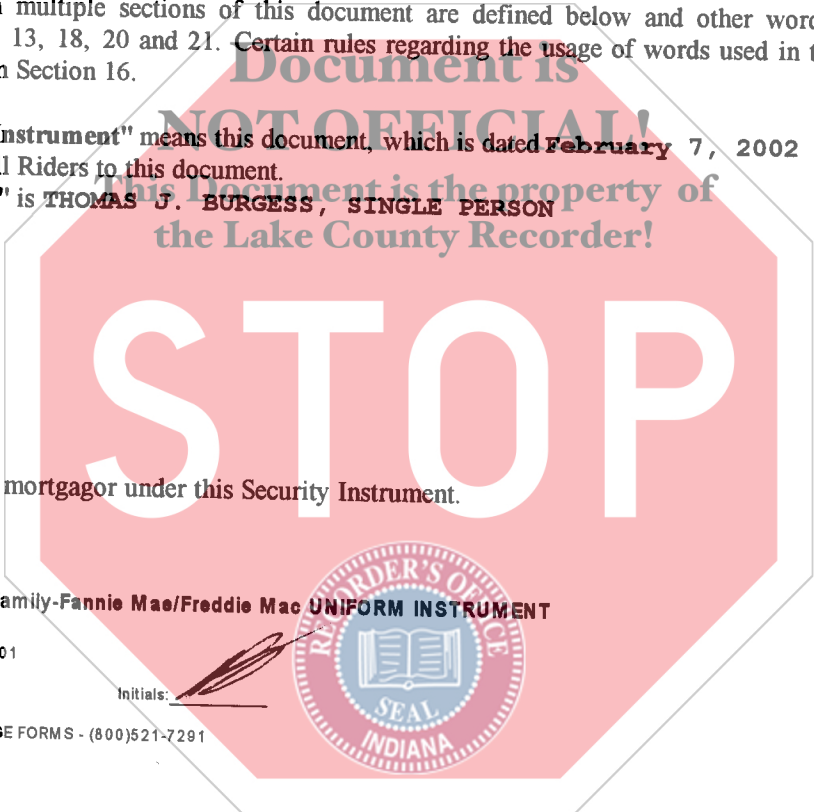 multiple sections of this document are defined below and other word
13, 18, 20 and 21. Certain rules regarding the usage of words used in t
n Section 16.
Document is
NOT OFFICIAL!
nstrument" means this document, which is dated February 7, 2002
l Riders to this document.
This Document is the property of
" is THOMAS J. BURGESS, SINGLE PERSON
the Lake County Recorder!
STOP
mortgagor under this Security Instrument.
amily-Fannie Mae/Freddie Mac UNIFORM INSTRUMENT
01
Initials:
RECORDER'S OFFICE
SEAL
INDIANA
E FORMS - (800)521-7291